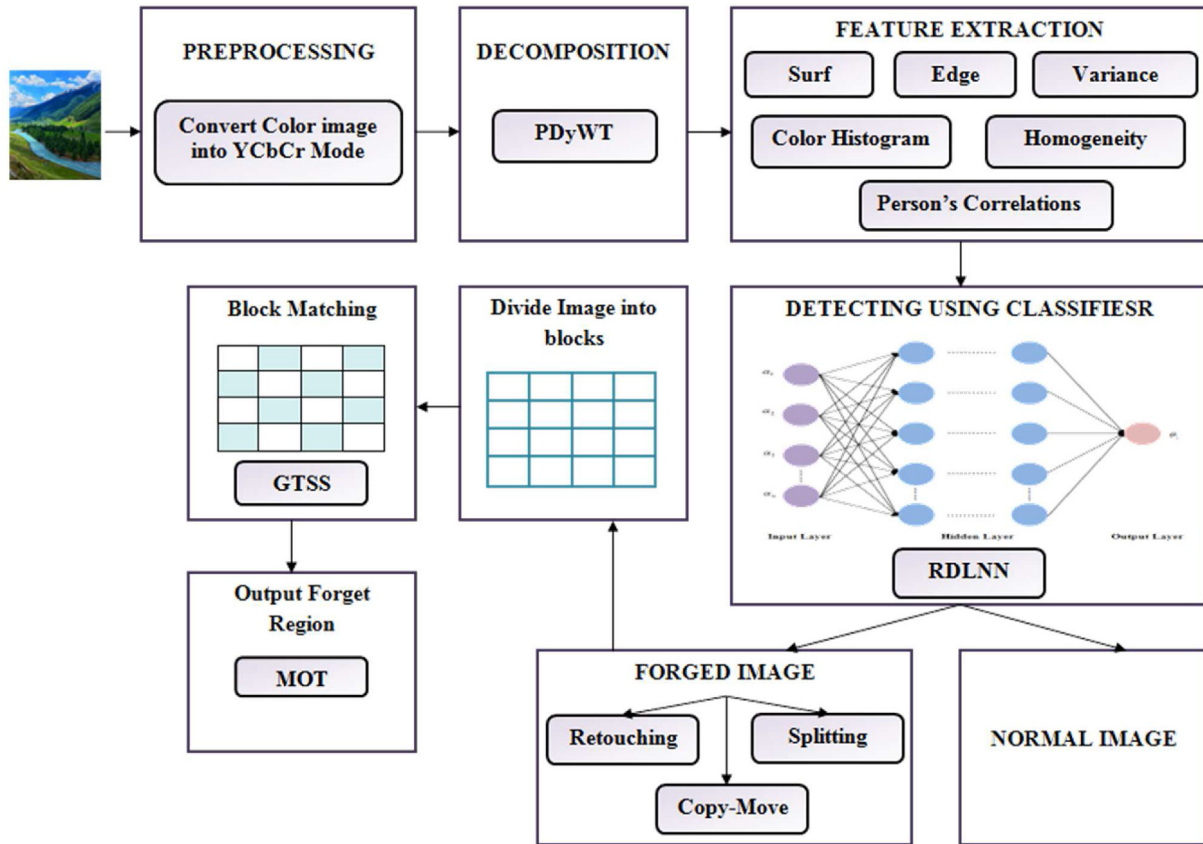 PREPROCESSING
Convert Color image
into YCbCr Mode
DECOMPOSITION
PDyWT
FEATURE EXTRACTION
Surf
Edge
Variance
Color Histogram
Homogeneity
Person's Correlations
Block Matching
GTSS
Divide Image into
blocks
DETECTING USING CLASSIFIESR
Input Layer
Hidden Layer
Output Layer
RDLNN
Output Forget
Region
MOT
FORGED IMAGE
Retouching
Splitting
Copy-Move
NORMAL IMAGE